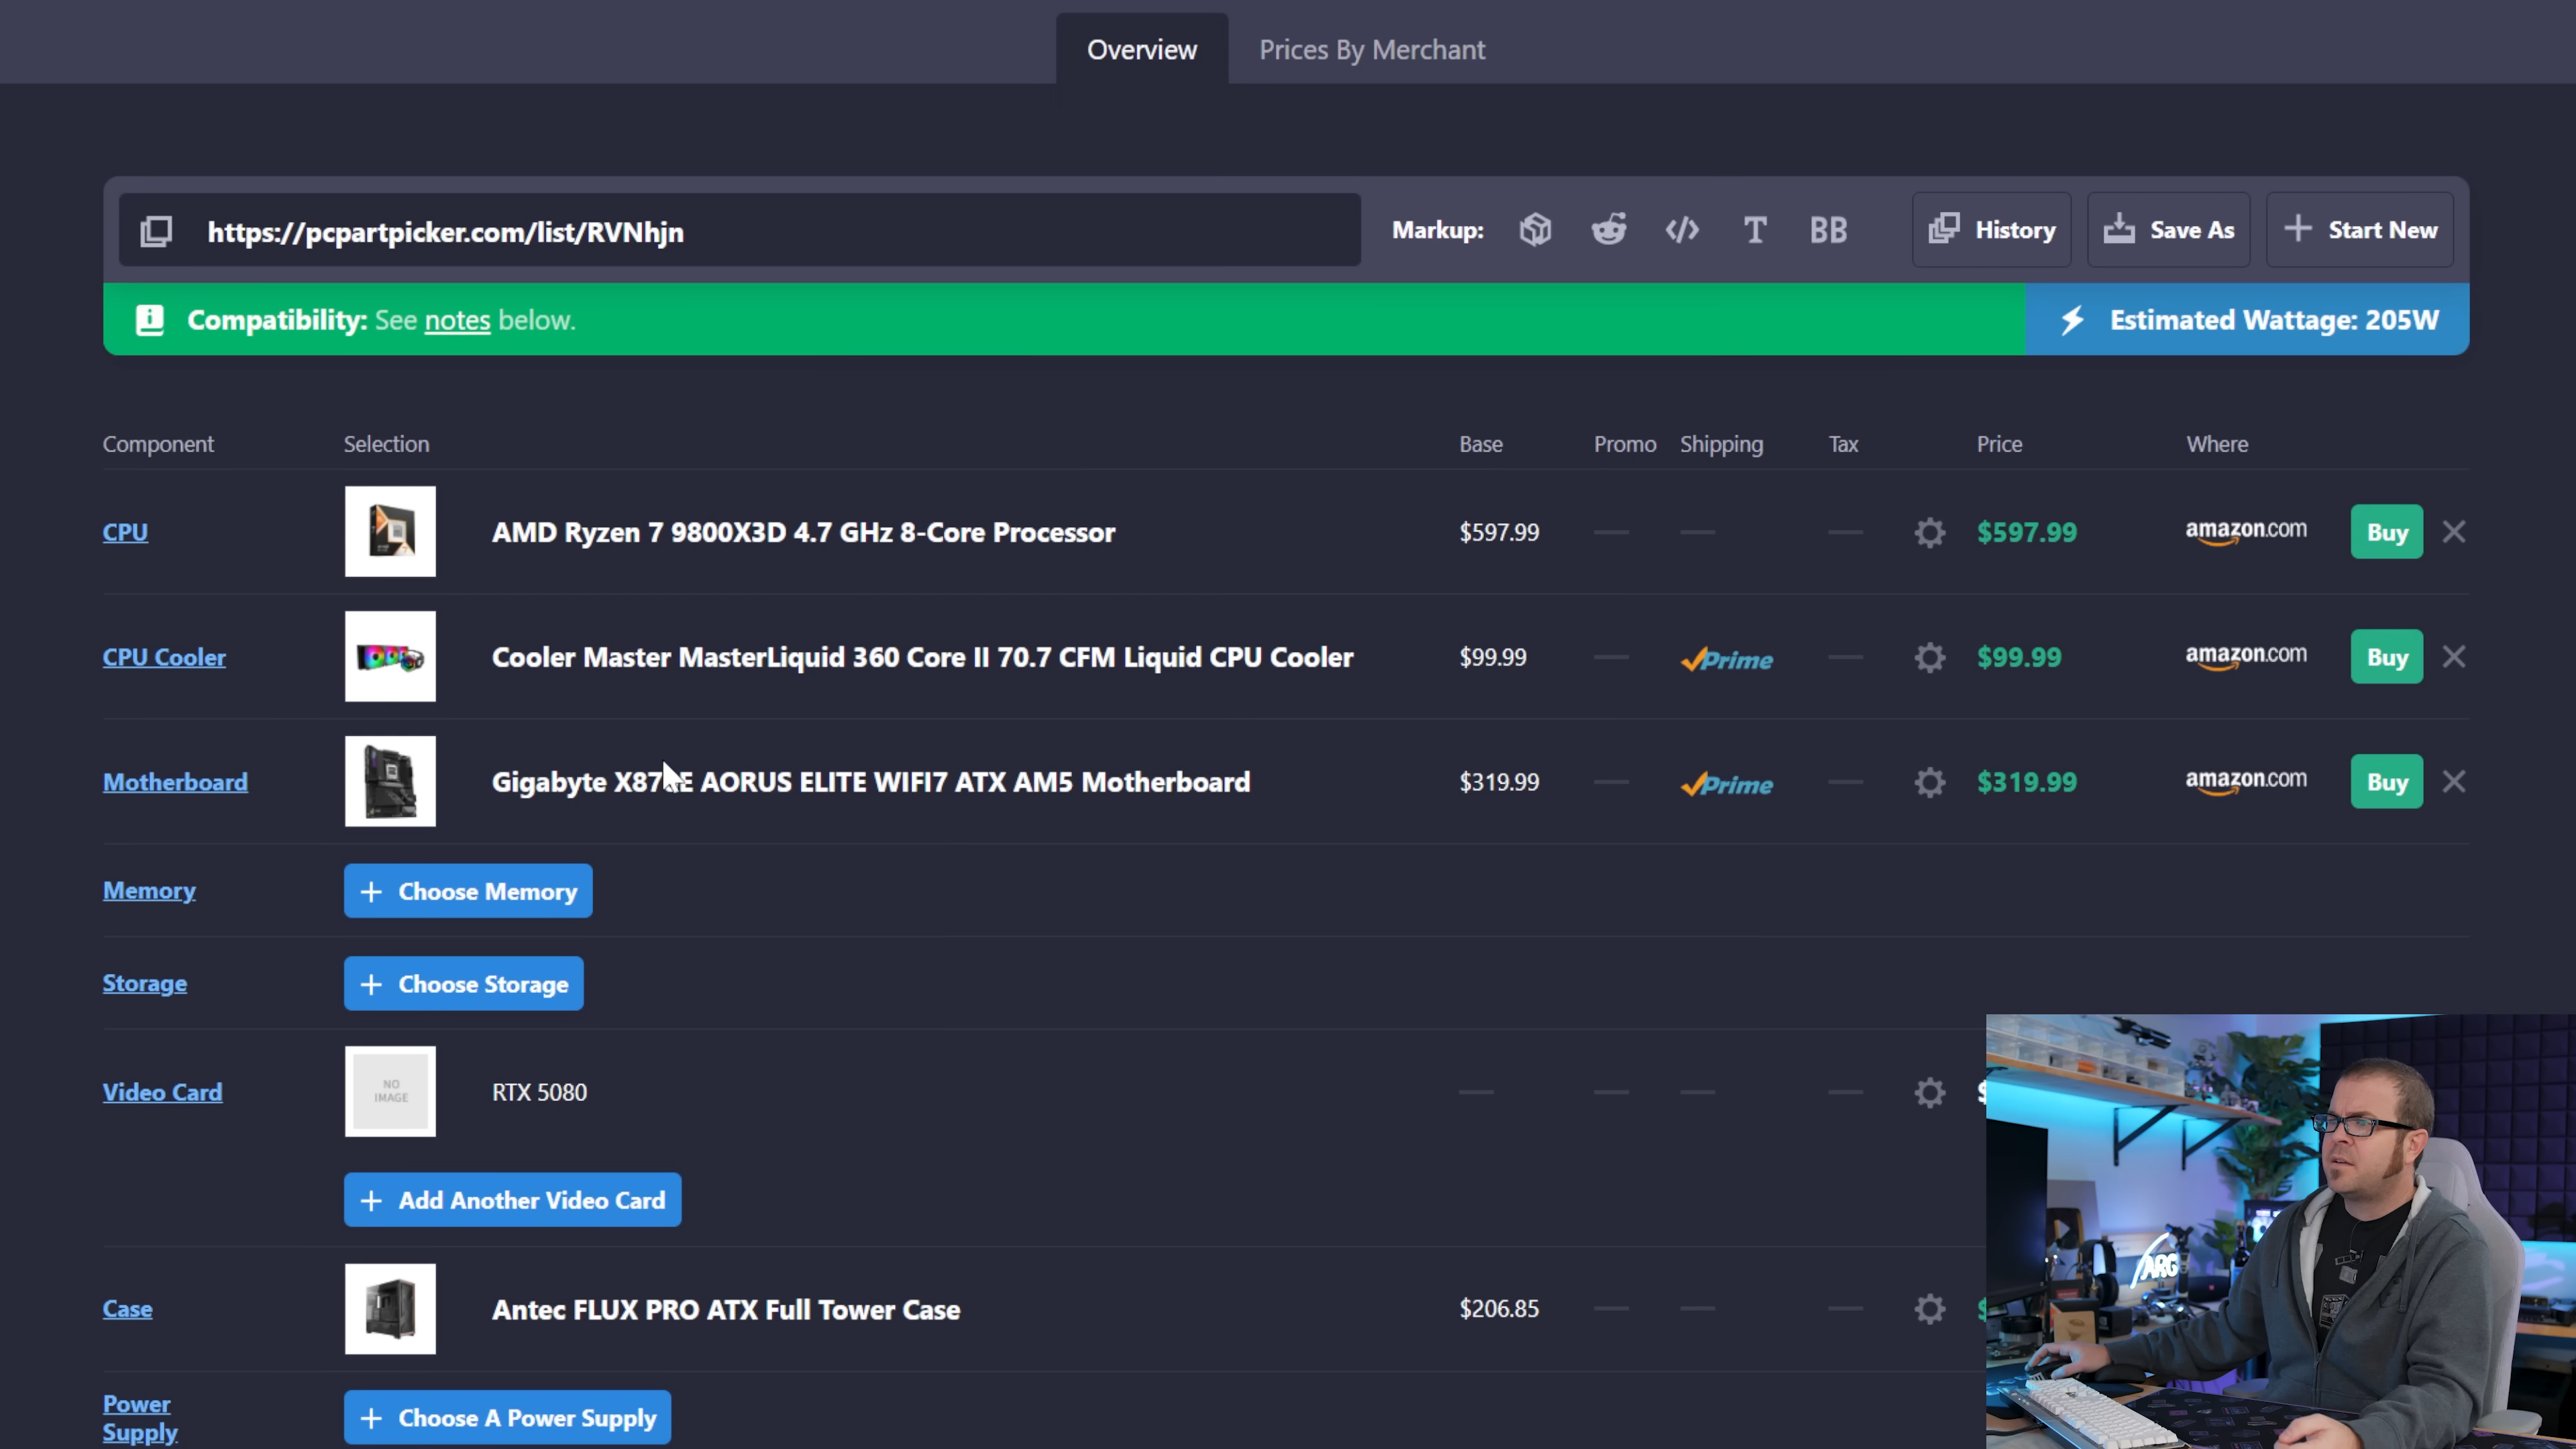 Overview Prices By Merchant
https://pcpartpicker.com/list/RVNhjn Markup: T BB History Save As Start New
Compatibility: See notes below. Estimated Wattage: 205W
Component Selection Base Promo Shipping Tax Price Where
CPU AMD Ryzen 7 9800X3D 4.7 GHz 8-Core Processor $597.99 — — — $597.99 amazon.com Buy
CPU Cooler Cooler Master MasterLiquid 360 Core II 70.7 CFM Liquid CPU Cooler $99.99 — Prime — $99.99 amazon.com Buy
Motherboard Gigabyte AORUS ELITE WIFI7 ATX AM5 Motherboard $319.99 — Prime — $319.99 amazon.com Buy
Memory + Choose Memory
Storage + Choose Storage
Video Card NO IMAGE RTX 5080 — — — —
+ Add Another Video Card
Case Antec FLUX PRO ATX Full Tower Case $206.85 — — —
Power Supply + Choose A Power Supply
ARG